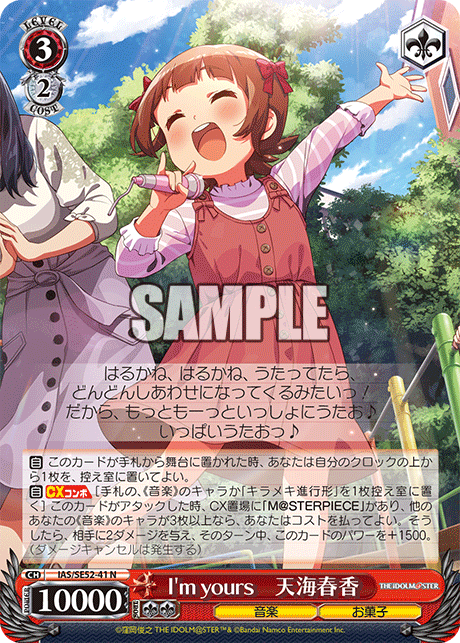 LEVEL
3
2
COST
SAMPLE
はるかね、はるかね、うたってたら、
どんどんしあわせになってくるみたいっ!
だから、もっともーっといっしょにうたお♪
いっぱいうたおっ♪
自 このカードが手札から舞台に置かれた時、あなたは自分のクロックの上か
ら1枚を、控え室に置いてよい。
自 CXコンボ [手札の、《音楽》のキャラか「キラメキ進行形」を1枚控え室に置
く] このカードがアタックした時、CX置場に「M@STERPIECE」があり、他の
あなたの《音楽》のキャラが3枚以上なら、あなたはコストを払ってよい。そう
したら、相手に2ダメージを与え、そのターン中、このカードのパワーを+1500。
(ダメージキャンセルは発生する)
CH IAS/SE52-41 N
POWER 10000
SOUL
I'm yours 天海春香
THE IDOLM@STER
音楽 お菓子
©窪岡俊之 THE IDOLM@STER™& ©Bandai Namco Entertainment Inc.